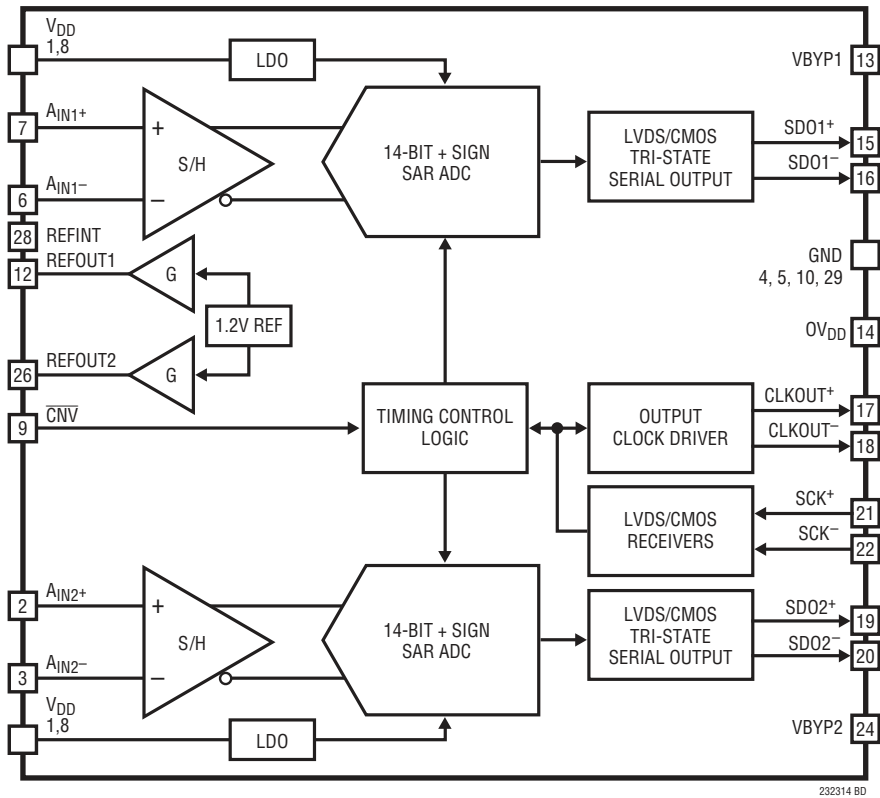 VDD
1,8
LDO
VBYP1
13
7
AIN1+
+
S/H
14-BIT + SIGN
SAR ADC
LVDS/CMOS
TRI-STATE
SERIAL OUTPUT
SDO1+
15
SDO1–
16
6
AIN1–
–
28
REFINT
12
REFOUT1
G
1.2V REF
GND
4, 5, 10, 29
OVDD
14
26
REFOUT2
G
9
CNV
TIMING CONTROL
LOGIC
OUTPUT
CLOCK DRIVER
CLKOUT+
17
CLKOUT–
18
LVDS/CMOS
RECEIVERS
SCK+
21
SCK–
22
2
AIN2+
+
S/H
14-BIT + SIGN
SAR ADC
LVDS/CMOS
TRI-STATE
SERIAL OUTPUT
SDO2+
19
SDO2–
20
3
AIN2–
–
VDD
1,8
LDO
VBYP2
24
232314 BD